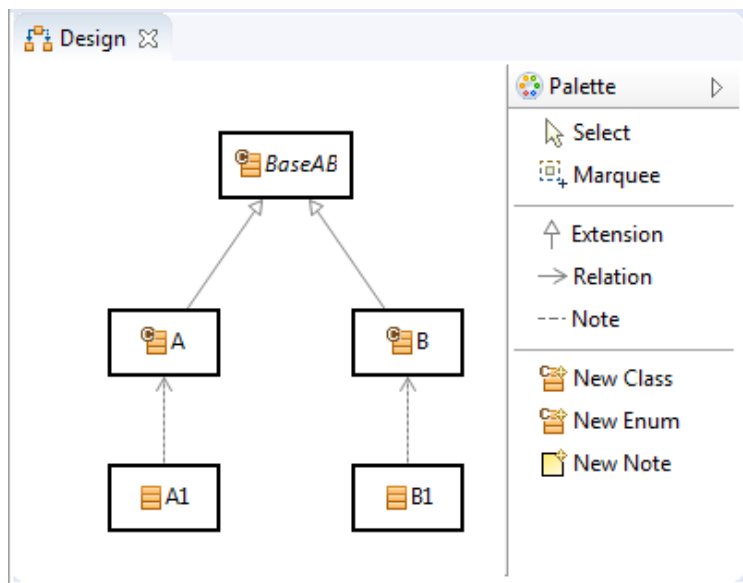 Design
Palette
Select
BaseAB
Marquee
Extension
Relation
A
B
Note
New Class
New Enum
New Note
A1
B1